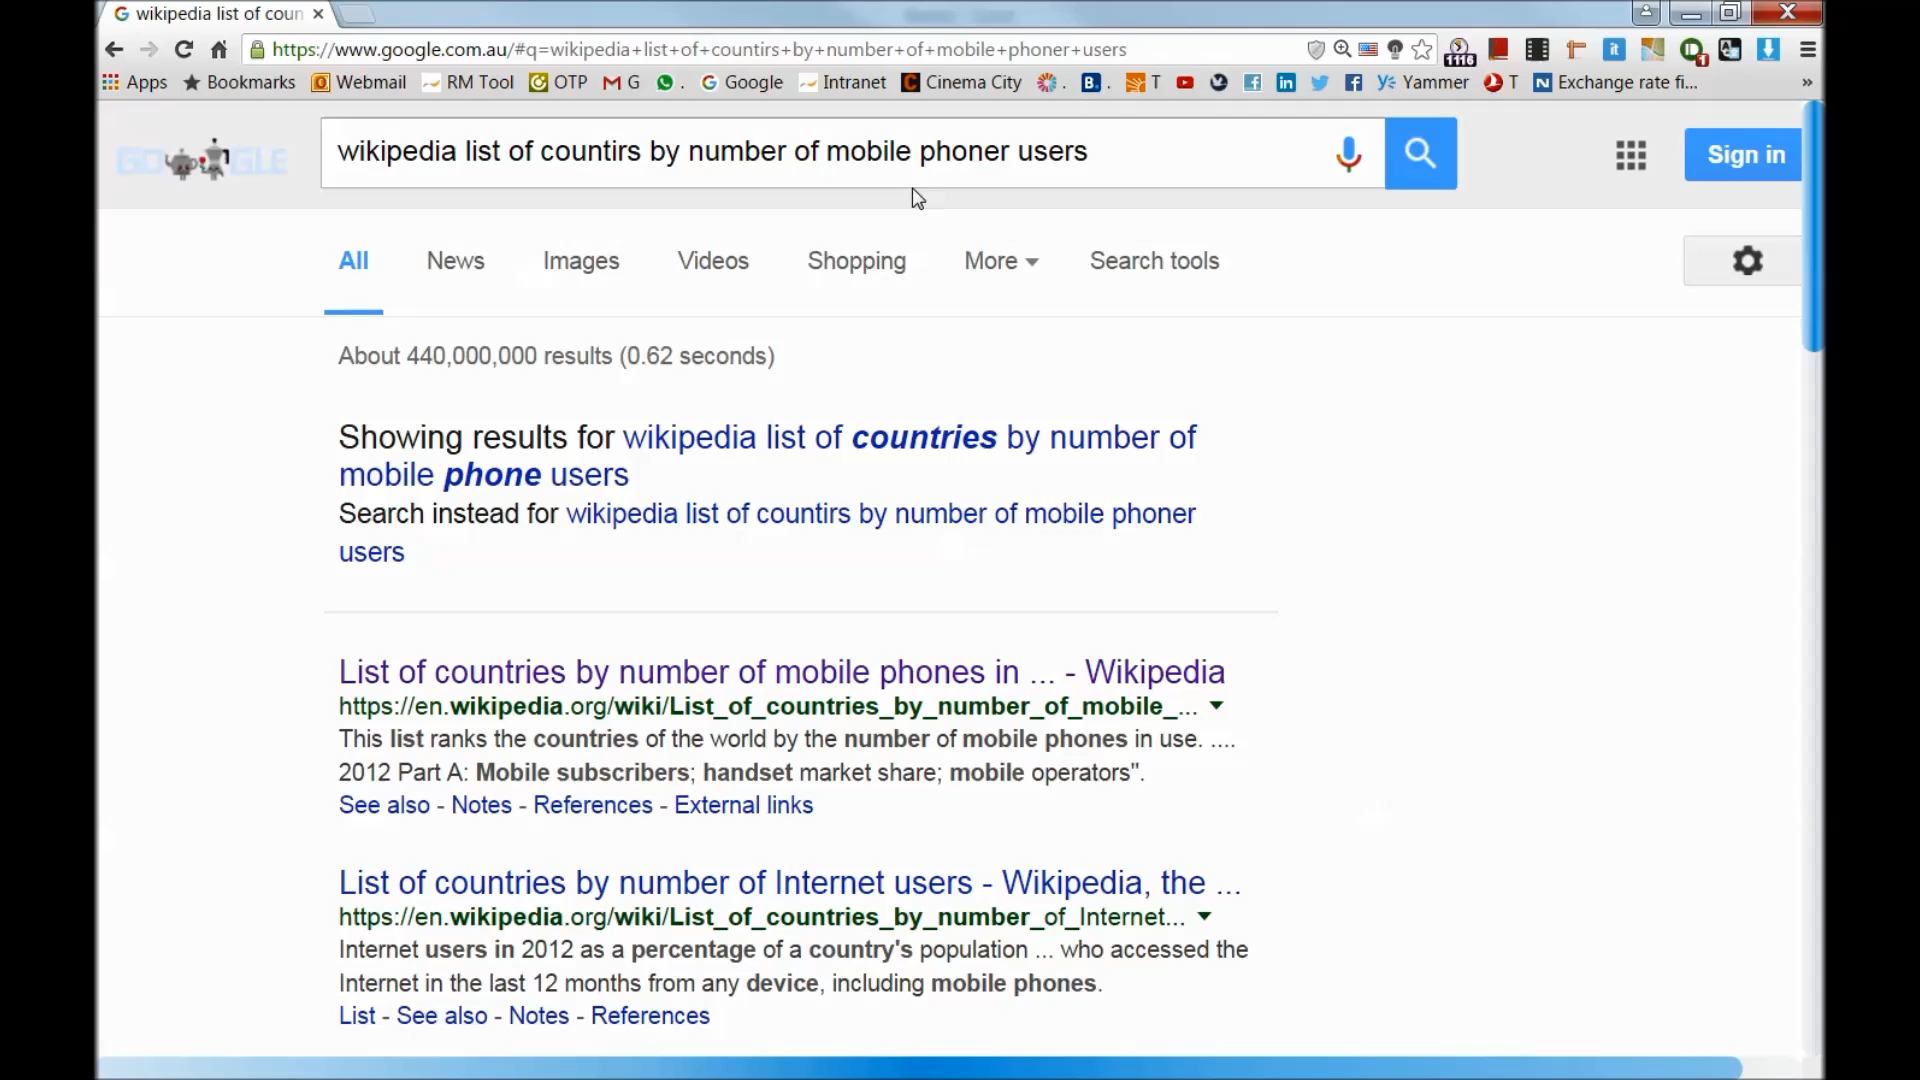 wikipedia list of coun
https://www.google.com.au/#q=wikipedia+list+of+countirs+by+number+of+mobile+phoner+users
1116
it
1
Apps Bookmarks Webmail RM Tool OTP G . Google Intranet Cinema City . B. . T Yammer T Exchange rate fi... »
GOOGLE
wikipedia list of countirs by number of mobile phoner users
Sign in
All News Images Videos Shopping More Search tools
About 440,000,000 results (0.62 seconds)
Showing results for wikipedia list of countries by number of
mobile phone users
Search instead for wikipedia list of countirs by number of mobile phoner
users
List of countries by number of mobile phones in ... - Wikipedia
https://en.wikipedia.org/wiki/List_of_countries_by_number_of_mobile_...
This list ranks the countries of the world by the number of mobile phones in use. ....
2012 Part A: Mobile subscribers; handset market share; mobile operators".
See also - Notes - References - External links
List of countries by number of Internet users - Wikipedia, the ...
https://en.wikipedia.org/wiki/List_of_countries_by_number_of_Internet...
Internet users in 2012 as a percentage of a country's population ... who accessed the
Internet in the last 12 months from any device, including mobile phones.
List - See also - Notes - References